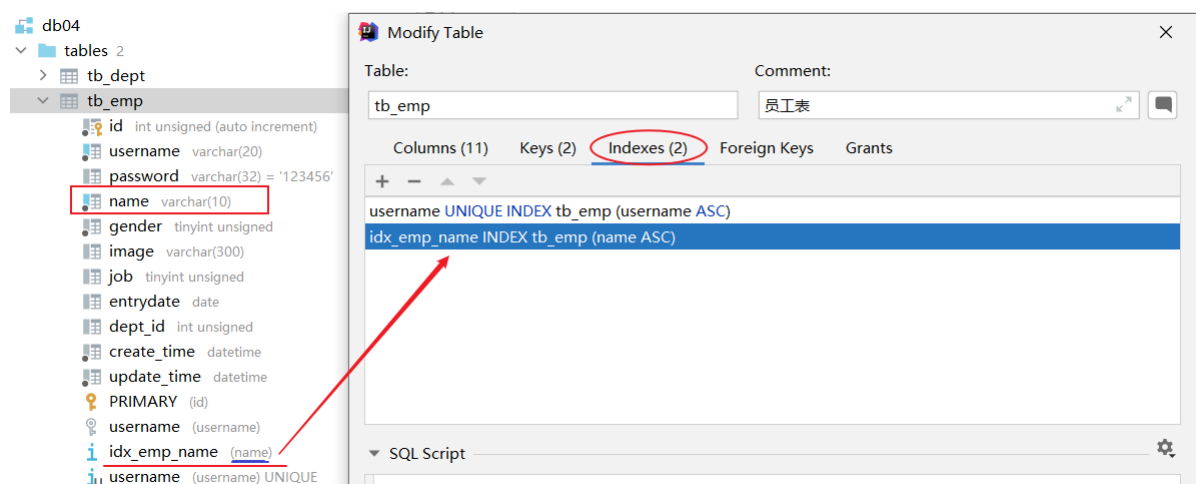 db04
tables 2
tb_dept
tb_emp
id int unsigned (auto increment)
username varchar(20)
password varchar(32) = '123456'
name varchar(10)
gender tinyint unsigned
image varchar(300)
job tinyint unsigned
entrydate date
dept_id int unsigned
create_time datetime
update_time datetime
PRIMARY (id)
username (username)
idx_emp_name (name)
username (username) UNIQUE
Modify Table
Table:
Comment:
tb_emp
员工表
Columns (11) Keys (2) Indexes (2) Foreign Keys Grants
username UNIQUE INDEX tb_emp (username ASC)
idx_emp_name INDEX tb_emp (name ASC)
SQL Script